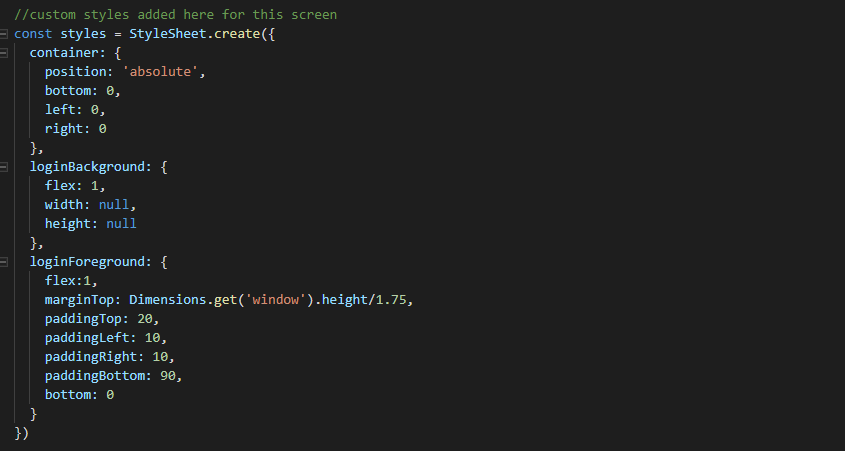 //custom styles added here for this screen
const styles = StyleSheet.create({
  container: {
    position: 'absolute',
    bottom: 0,
    left: 0,
    right: 0
  },
  loginBackground: {
    flex: 1,
    width: null,
    height: null
  },
  loginForeground: {
    flex:1,
    marginTop: Dimensions.get('window').height/1.75,
    paddingTop: 20,
    paddingLeft: 10,
    paddingRight: 10,
    paddingBottom: 90,
    bottom: 0
  }
})